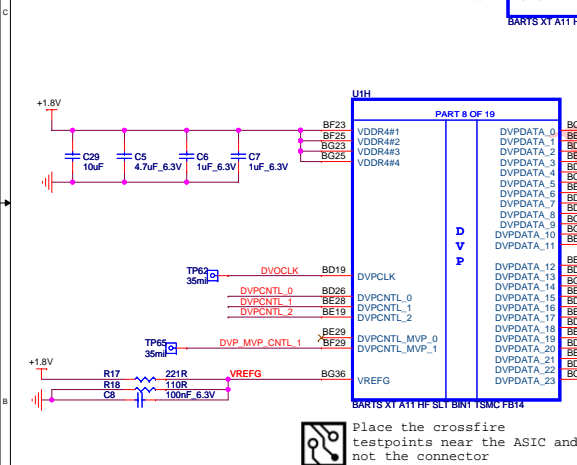 C
BARTS XT A11 H
U1H
PART 8 OF 19
+1.8V
BF23 VDDR4#1
BF25 VDDR4#2
BG23 VDDR4#3
BG25 VDDR4#4
C29 10uF
C5 4.7uF_6.3V
C6 1uF_6.3V
C7 1uF_6.3V
DVPDATA_0
DVPDATA_1
DVPDATA_2
DVPDATA_3
DVPDATA_4
DVPDATA_5
DVPDATA_6
DVPDATA_7
DVPDATA_8
DVPDATA_9
DVPDATA_10
DVPDATA_11
D
V
P
TP62 35mil
DVOCLK BD19 DVPCLK
DVPCNTL_0 BD26 DVPCNTL_0
DVPCNTL_1 BE28 DVPCNTL_1
DVPCNTL_2 BE19 DVPCNTL_2
BE29 DVPCNTL_MVP_0
TP65 35mil
DVP_MVP_CNTL_1 BF29 DVPCNTL_MVP_1
DVPDATA_12
DVPDATA_13
DVPDATA_14
DVPDATA_15
DVPDATA_16
DVPDATA_17
DVPDATA_18
DVPDATA_19
DVPDATA_20
DVPDATA_21
DVPDATA_22
DVPDATA_23
+1.8V
R17 221R VREFG BG36 VREFG
R18 110R
C8 100nF_6.3V
B
BARTS XT A11 HF SLT BIN1 TSMC FB14
Place the crossfire
testpoints near the ASIC and
not the connector